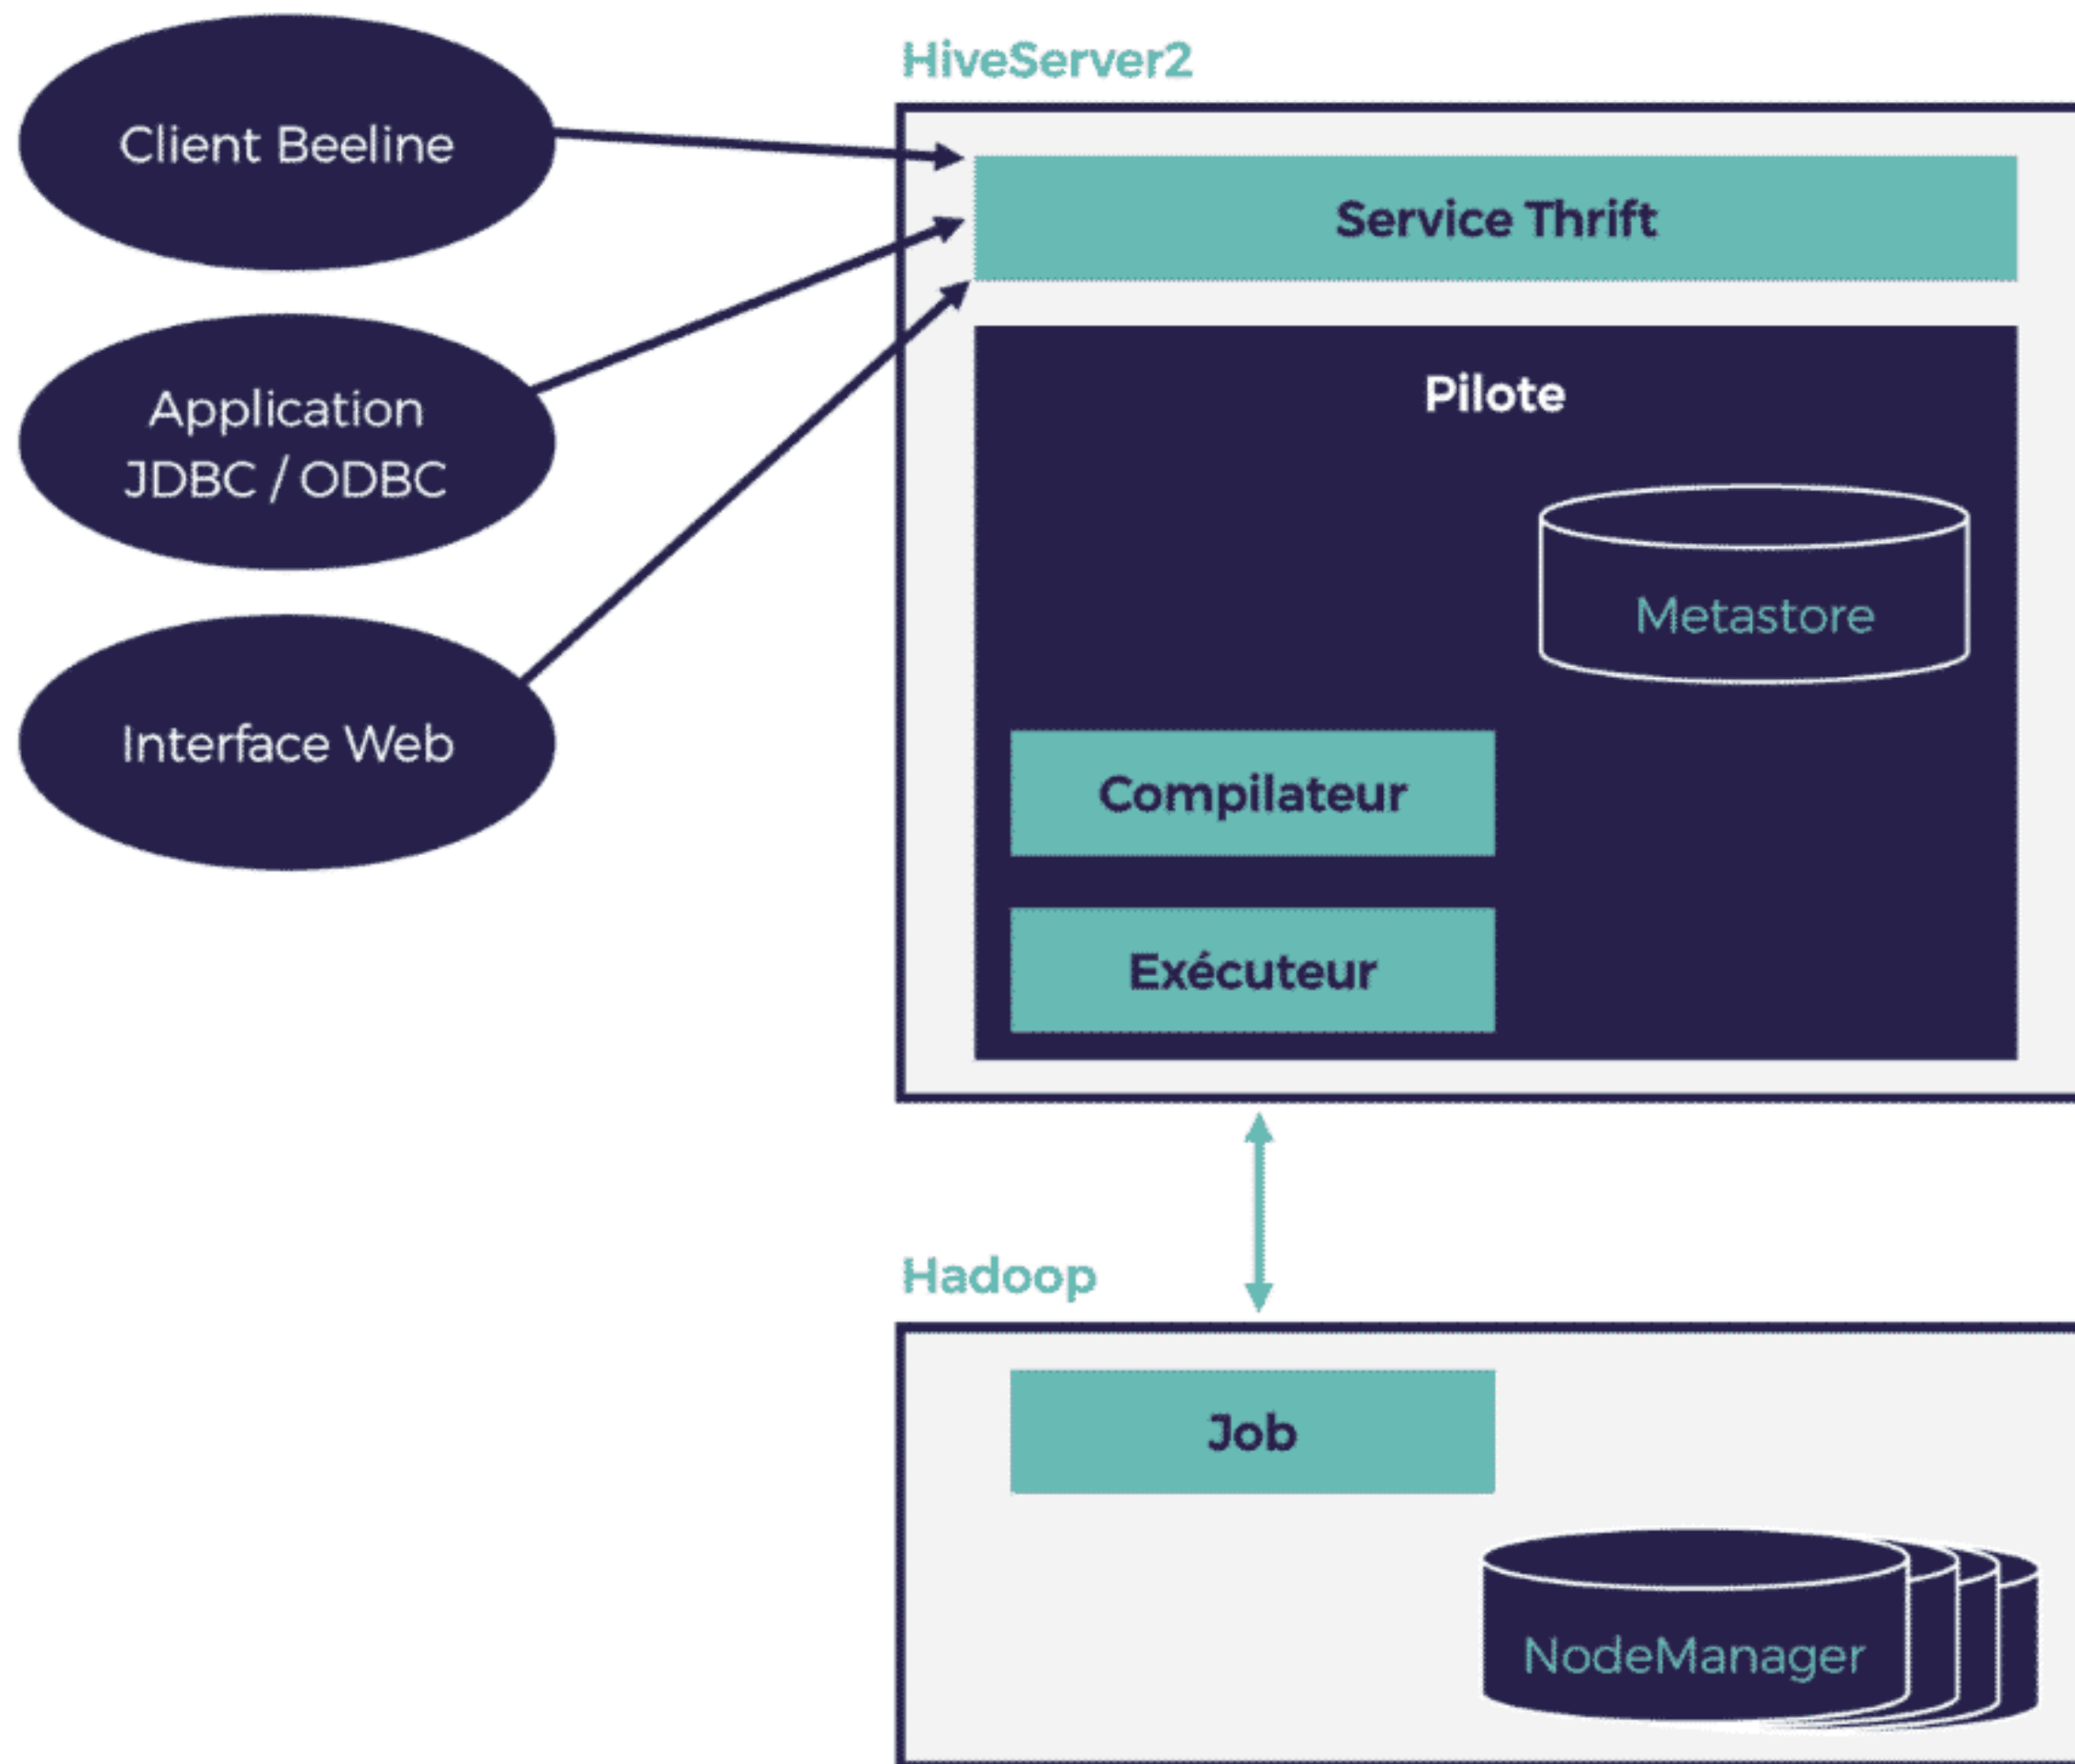 HiveServer2
Client Beeline
Service Thrift
Application
JDBC / ODBC
Pilote
Metastore
Interface Web
Compilateur
Exécuteur
Hadoop
Job
NodeManager